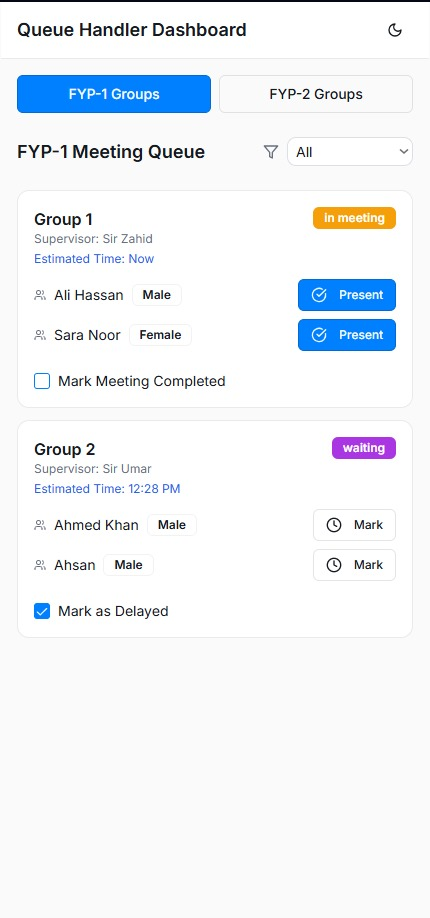 Queue Handler Dashboard
FYP-1 Groups
FYP-2 Groups
FYP-1 Meeting Queue
All
Group 1
in meeting
Supervisor: Sir Zahid
Estimated Time: Now
Ali Hassan
Male
Present
Sara Noor
Female
Present
Mark Meeting Completed
Group 2
waiting
Supervisor: Sir Umar
Estimated Time: 12:28 PM
Ahmed Khan
Male
Mark
Ahsan
Male
Mark
Mark as Delayed